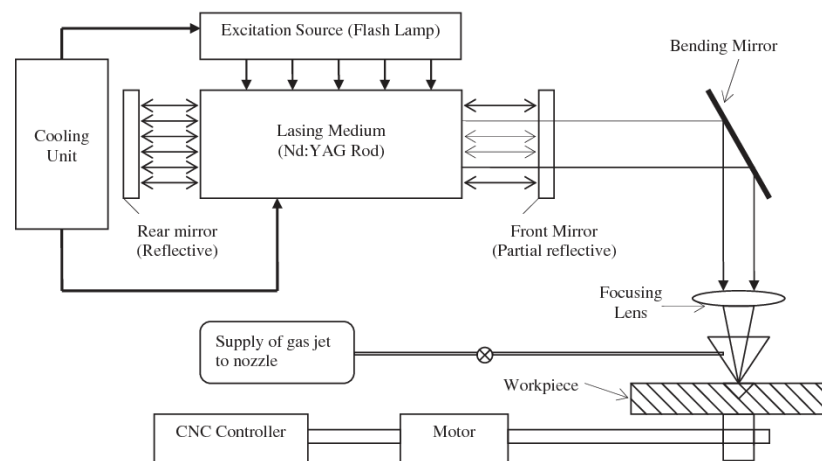 Excitation Source (Flash Lamp)
Bending Mirror
Cooling
Unit
Lasing Medium
(Nd:YAG Rod)
Rear mirror
(Reflective)
Front Mirror
(Partial reflective)
Focusing
Lens
Supply of gas jet
to nozzle
Workpiece
CNC Controller
Motor